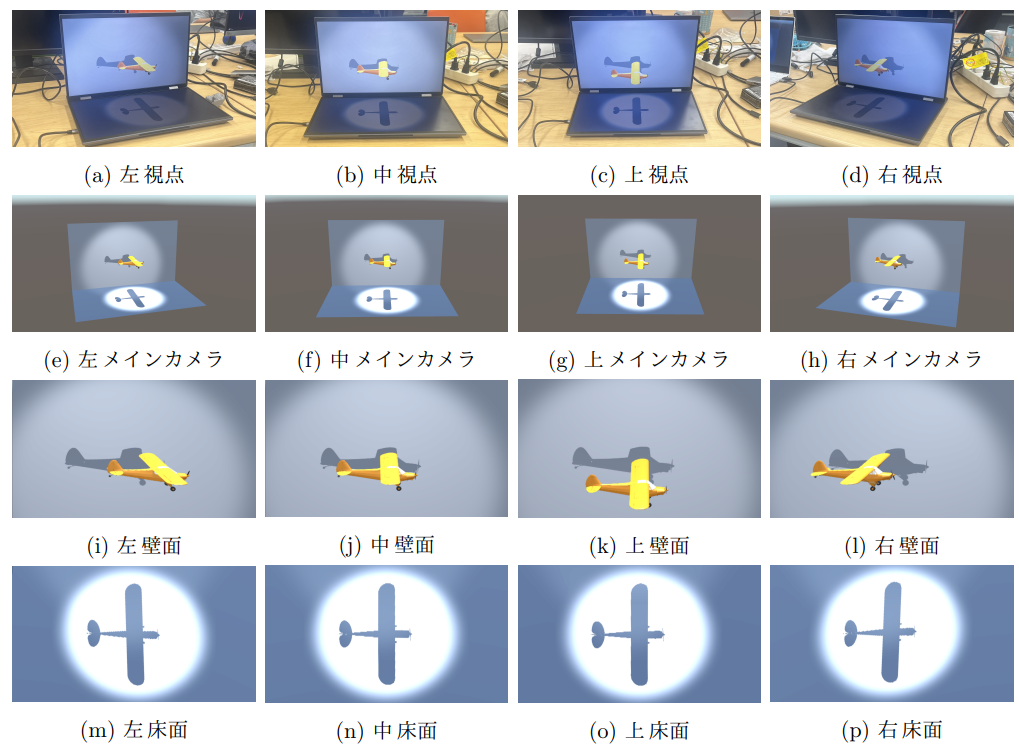 (a) 左視点
(b) 中視点
(c) 上視点
(d) 右視点
(e) 左メインカメラ
(f) 中メインカメラ
(g) 上メインカメラ
(h) 右メインカメラ
(i) 左壁面
(j) 中壁面
(k) 上壁面
(l) 右壁面
(m) 左床面
(n) 中床面
(o) 上床面
(p) 右床面